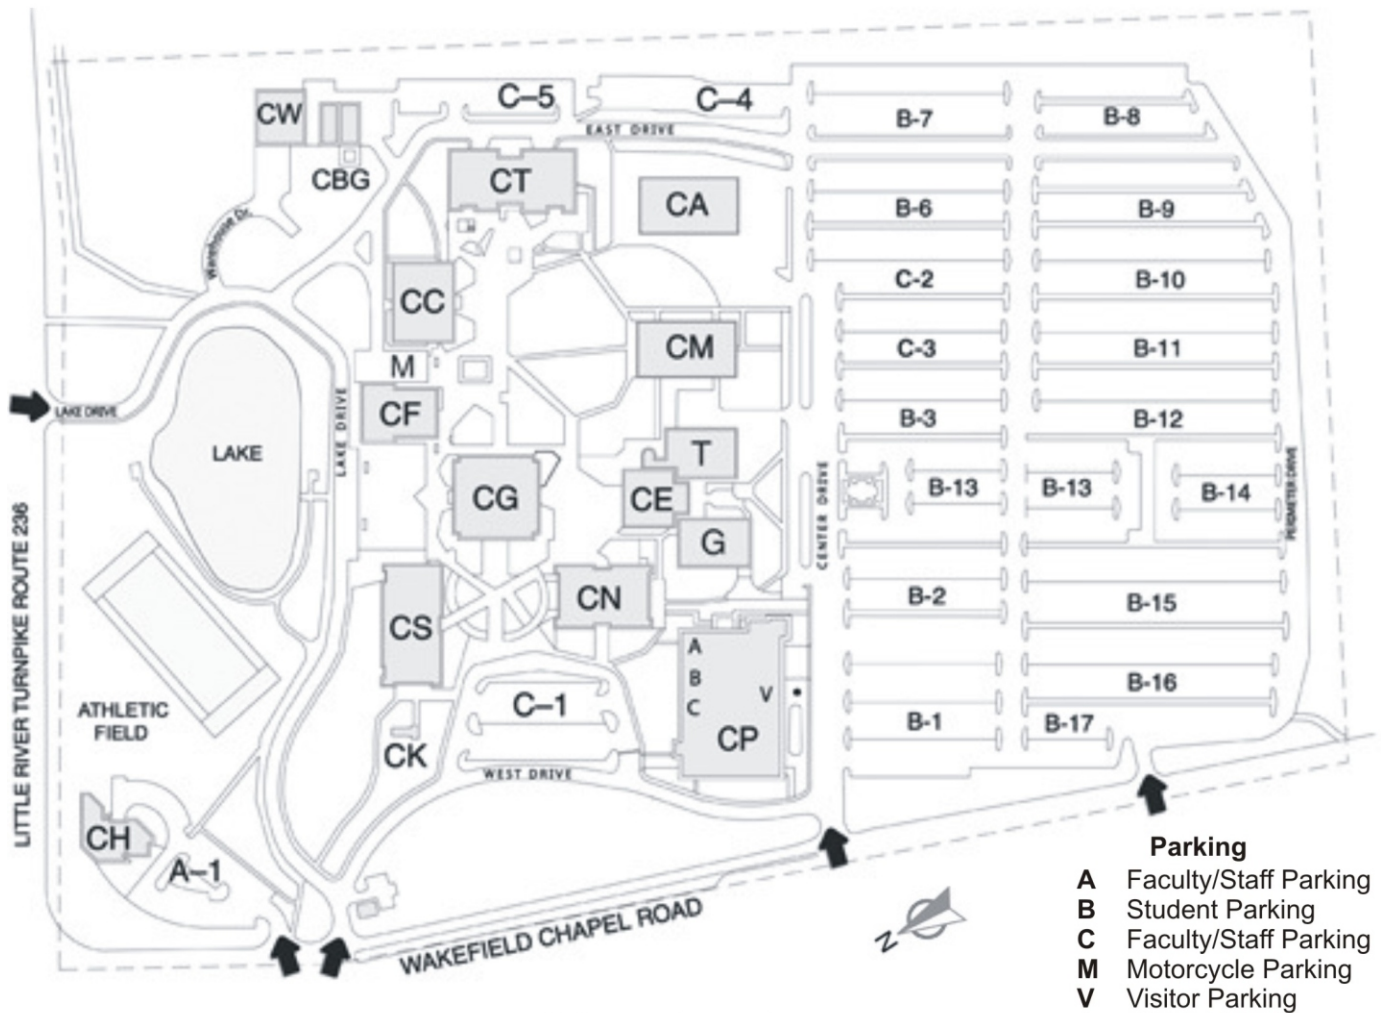 C–5
C–4
CW
EAST DRIVE
B-7
B-8
CBG
CT
CA
B-6
B-9
Warehouse Dr.
CC
C-2
B-10
CM
C-3
B-11
M
LAKE DRIVE
CF
LAKE DRIVE
B-3
B-12
LAKE
T
CG
CE
CENTER DRIVE
B-13
B-13
B-14
PERIMETER DRIVE
G
LITTLE RIVER TURNPIKE ROUTE 236
CS
CN
B-2
B-15
A
B
C
V
CP
B-16
ATHLETIC
FIELD
C–1
B-1
B-17
CK
WEST DRIVE
CH
A–1
WAKEFIELD CHAPEL ROAD
N
Parking
A Faculty/Staff Parking
B Student Parking
C Faculty/Staff Parking
M Motorcycle Parking
V Visitor Parking